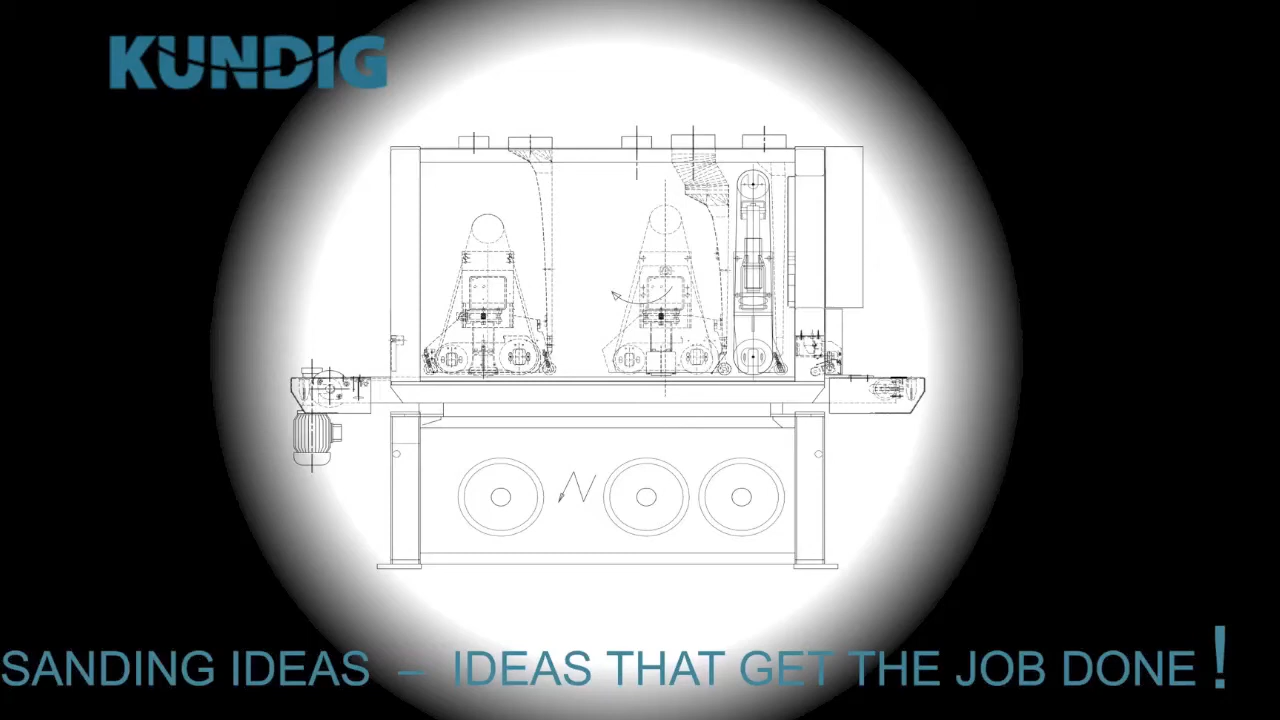 KUNDIG
SANDING IDEAS – IDEAS THAT GET THE JOB DONE!